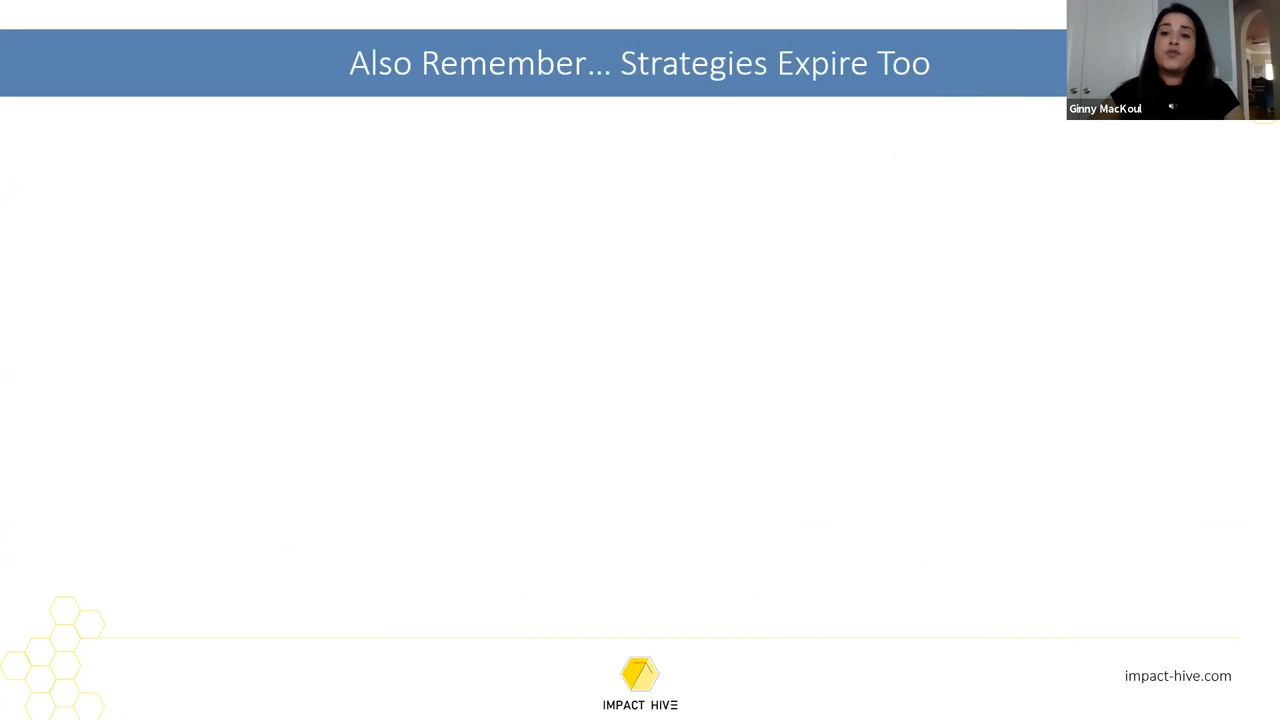 Also Remember... Strategies Expire Too
Ginny MacKoul
IMPACT HIVE
impact-hive.com